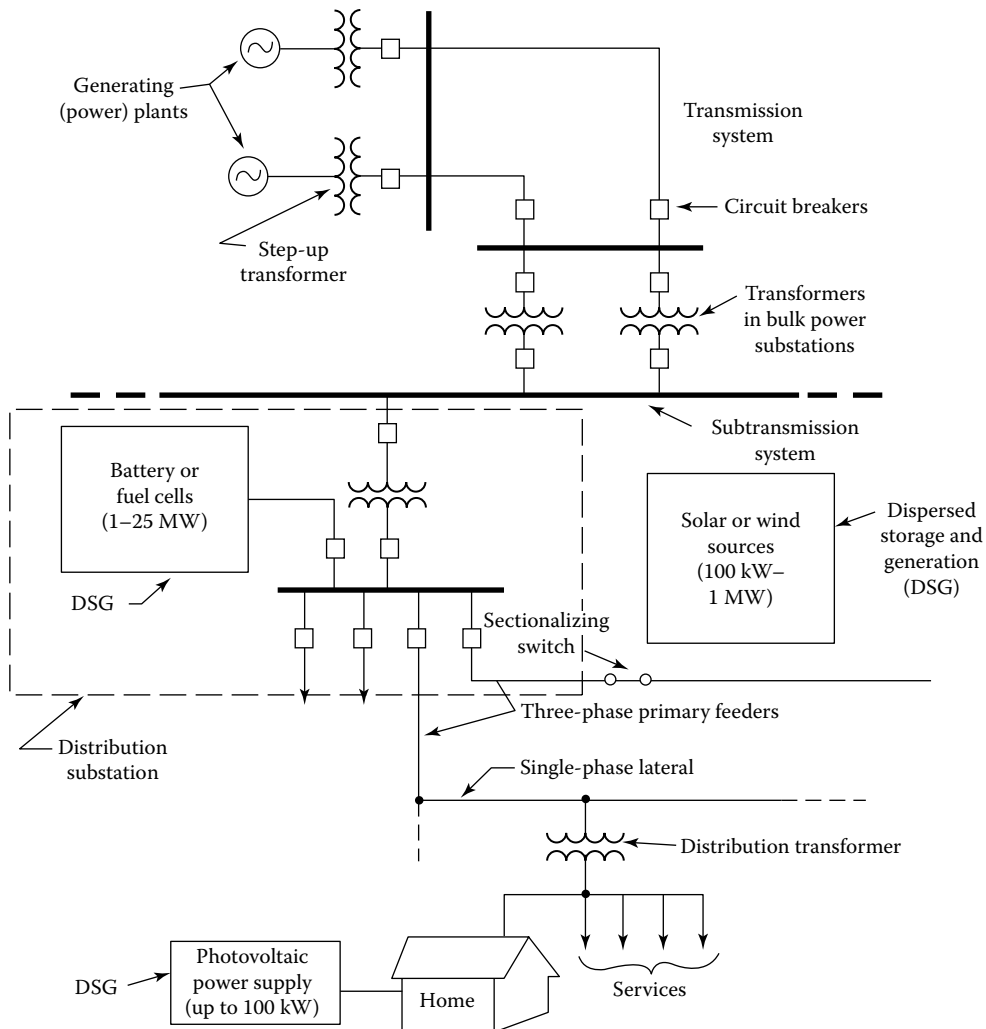 Generating
(power) plants
Transmission
system
Circuit breakers
Step-up
transformer
Transformers
in bulk power
substations
Subtransmission
system
Battery or
fuel cells
(1–25 MW)
Solar or wind
sources
(100 kW–
1 MW)
Dispersed
storage and
generation
(DSG)
DSG
Sectionalizing
switch
Three-phase primary feeders
Distribution
substation
Single-phase lateral
Distribution transformer
Photovoltaic
power supply
(up to 100 kW)
DSG
Home
Services